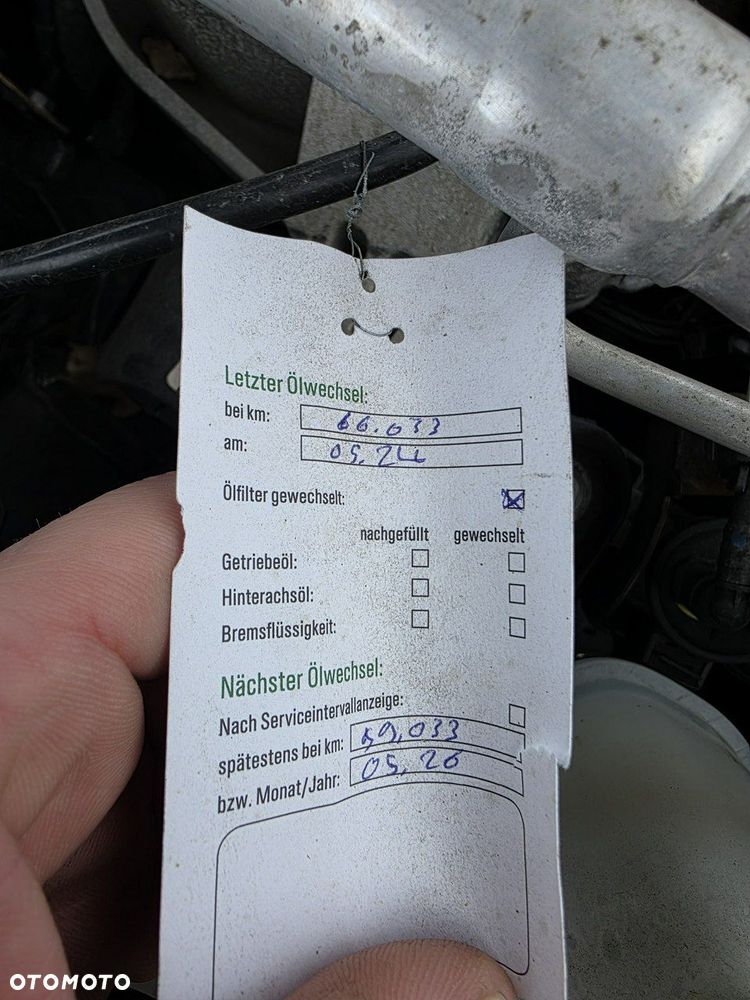 Letzter Ölwechsel:
bei km: 66.033
am: 05.24
Ölfilter gewechselt:
nachgefüllt gewechselt
Getriebeöl:
Hinterachsöl:
Bremsflüssigkeit:
Nächster Ölwechsel:
Nach Serviceintervallanzeige:
spätestens bei km:
bzw. Monat/Jahr: 05.26
OTOMOTO